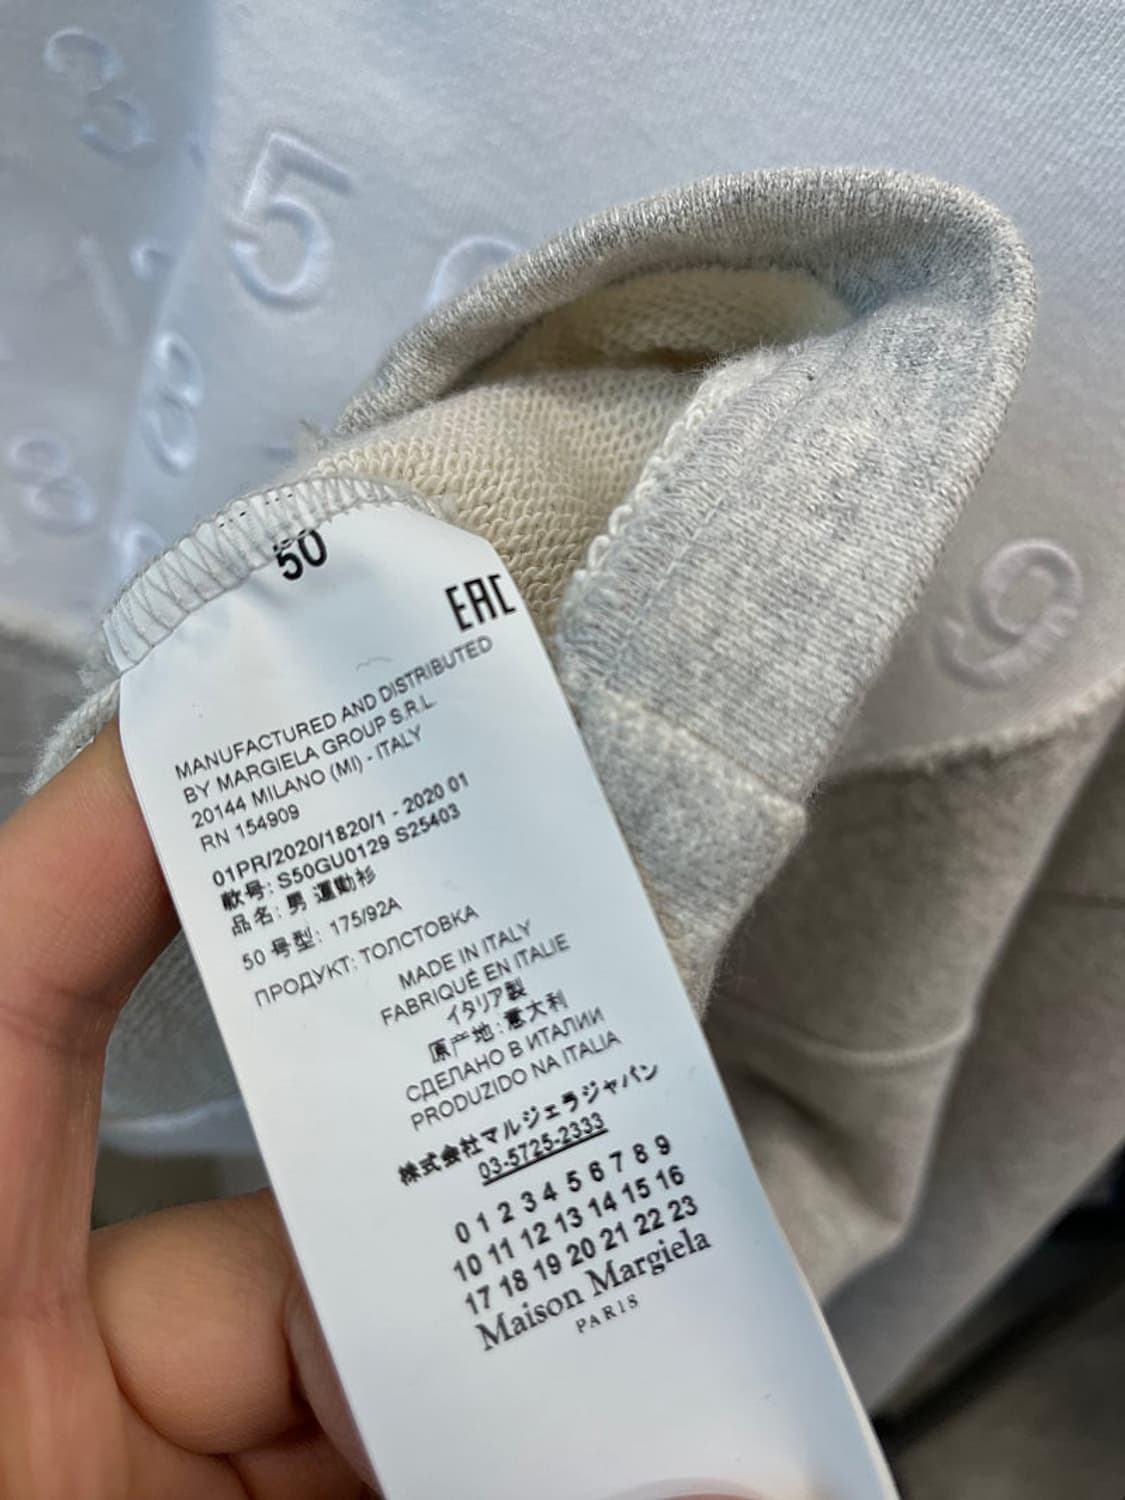 50
EAC
MANUFACTURED AND DISTRIBUTED
BY MARGIELA GROUP S.R.L.
20144 MILANO (MI) - ITALY
RN 154909
01PR/2020/1820/1 - 2020 01
款号: S50GU0129 S25403
品名: 男 運動衫
50 号型: 175/92A
ПРОДУКТ: ТОЛСТОВКА
MADE IN ITALY
FABRIQUÉ EN ITALIE
イタリア製
原产地: 意大利
СДЕЛАНО В ИТАЛИИ
PRODUZIDO NA ITALIA
株式会社マルジェラジャパン
03-5725-2333
0 1 2 3 4 5 6 7 8 9
10 11 12 13 14 15 16
17 18 19 20 21 22 23
Maison Margiela
PARIS
5
9
8
8
3